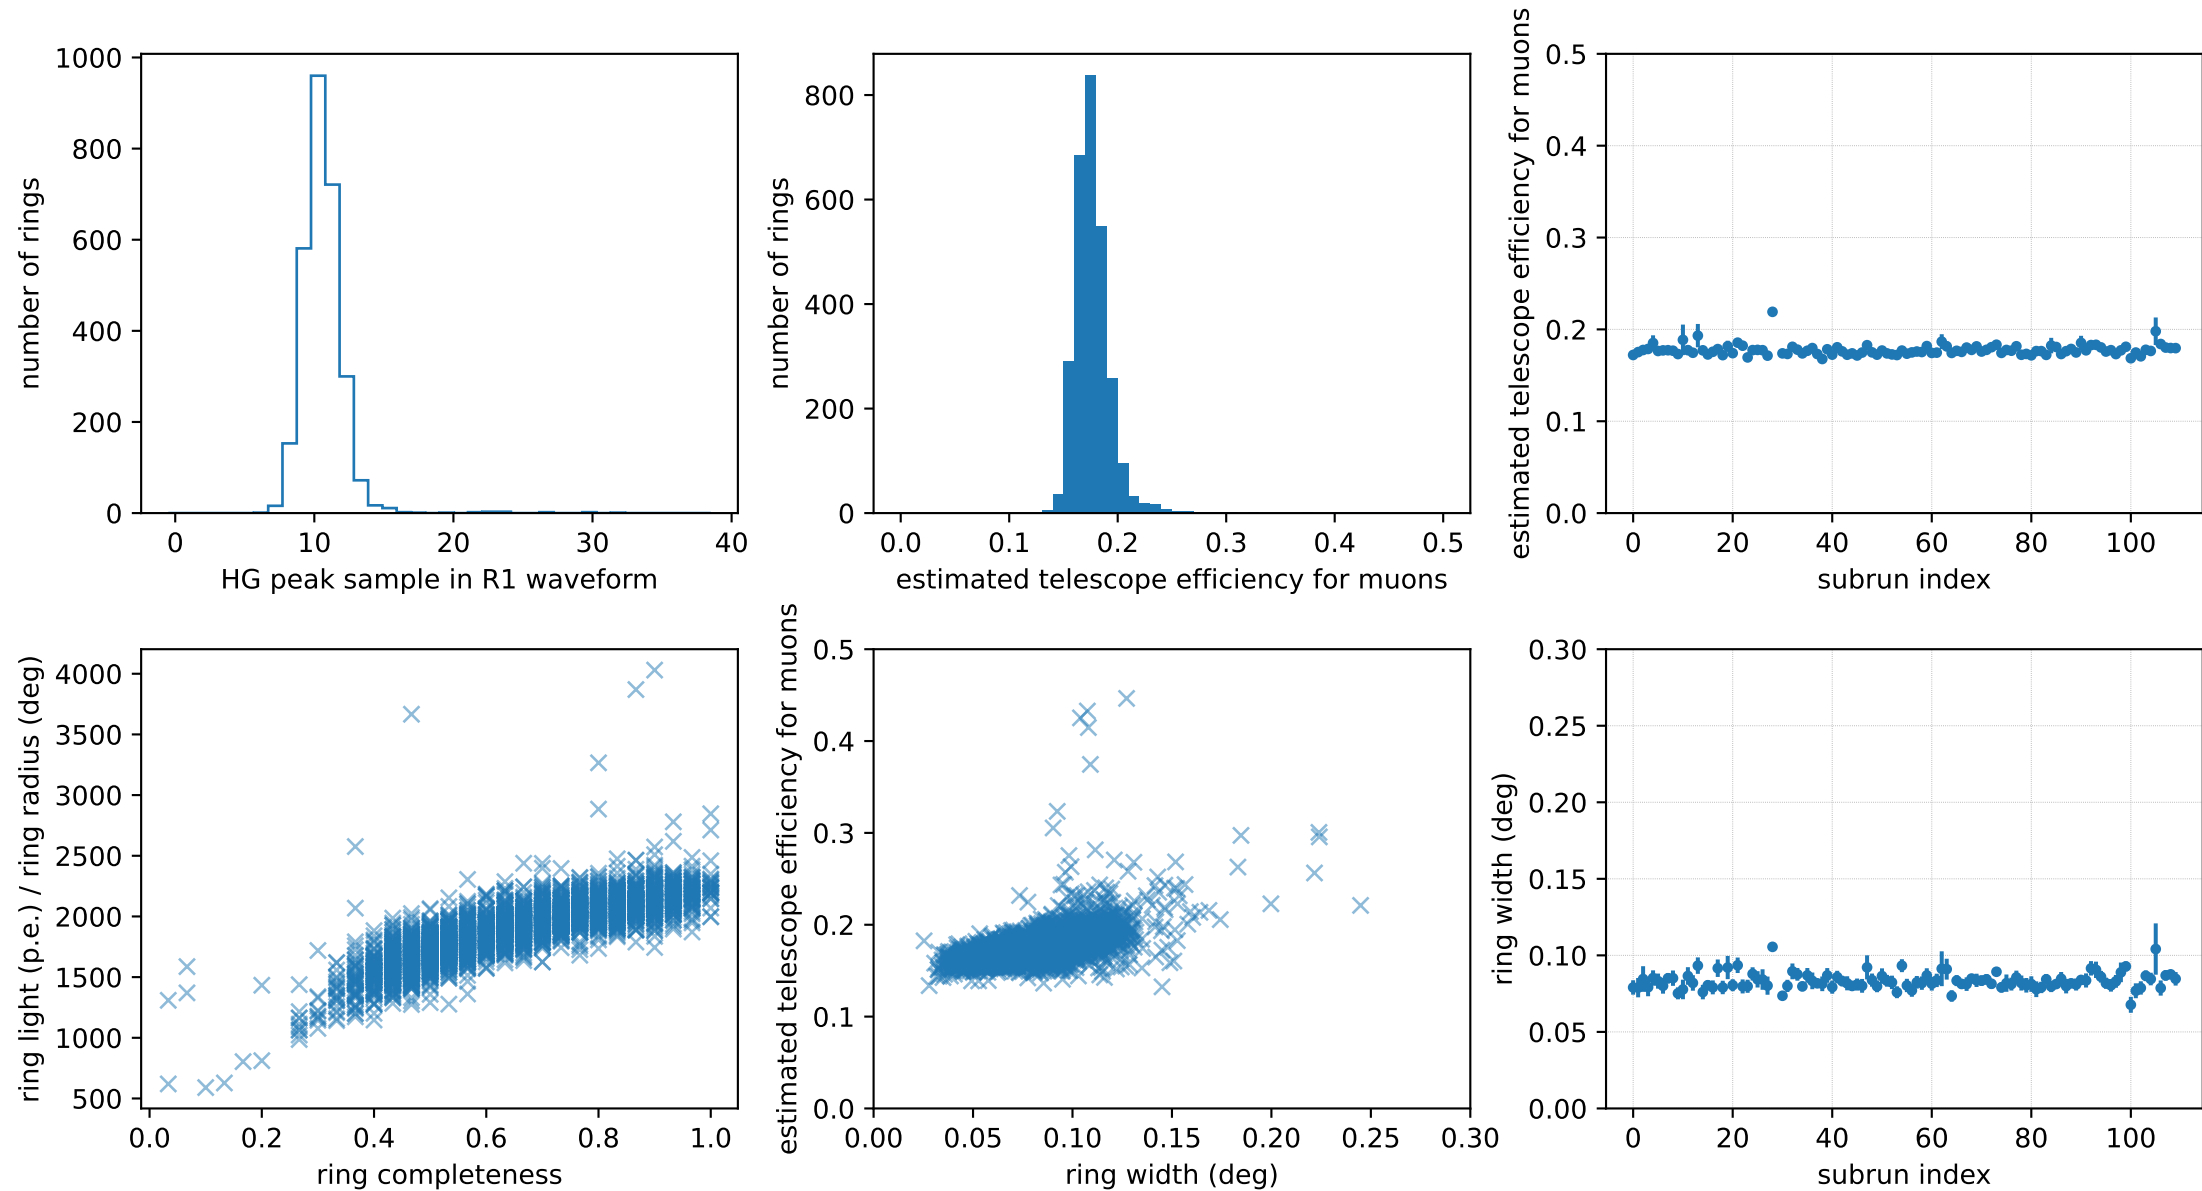 1000
800
600
400
200
0
number of rings
0 10 20 30 40
HG peak sample in R1 waveform
800
600
400
200
0
number of rings
0.0 0.1 0.2 0.3 0.4 0.5
estimated telescope efficiency for muons
0.5
0.4
0.3
0.2
0.1
0.0
estimated telescope efficiency for muons
0 20 40 60 80 100
subrun index
4000
3500
3000
2500
2000
1500
1000
500
ring light (p.e.) / ring radius (deg)
0.0 0.2 0.4 0.6 0.8 1.0
ring completeness
0.5
0.4
0.3
0.2
0.1
0.0
estimated telescope efficiency for muons
0.00 0.05 0.10 0.15 0.20 0.25 0.30
ring width (deg)
0.30
0.25
0.20
0.15
0.10
0.05
0.00
ring width (deg)
0 20 40 60 80 100
subrun index